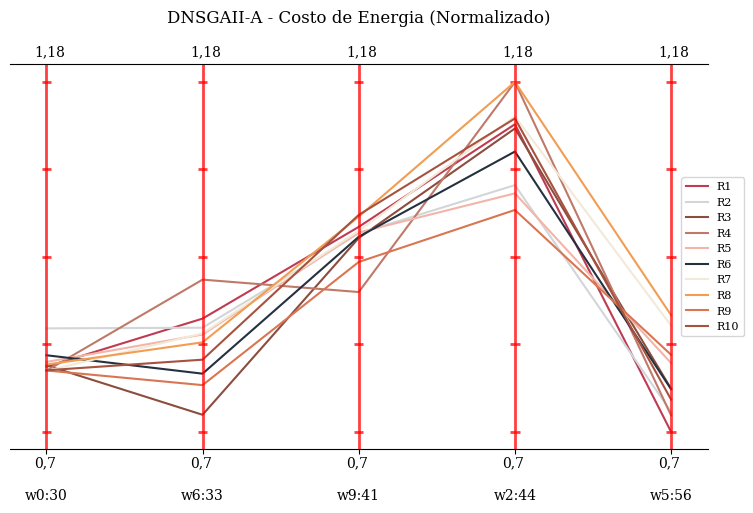 DNSGAII-A - Costo de Energia (Normalizado)
1,18 1,18 1,18 1,18 1,18
R1
R2
R3
R4
R5
R6
R7
R8
R9
R10
0,7 0,7 0,7 0,7 0,7
w0:30 w6:33 w9:41 w2:44 w5:56